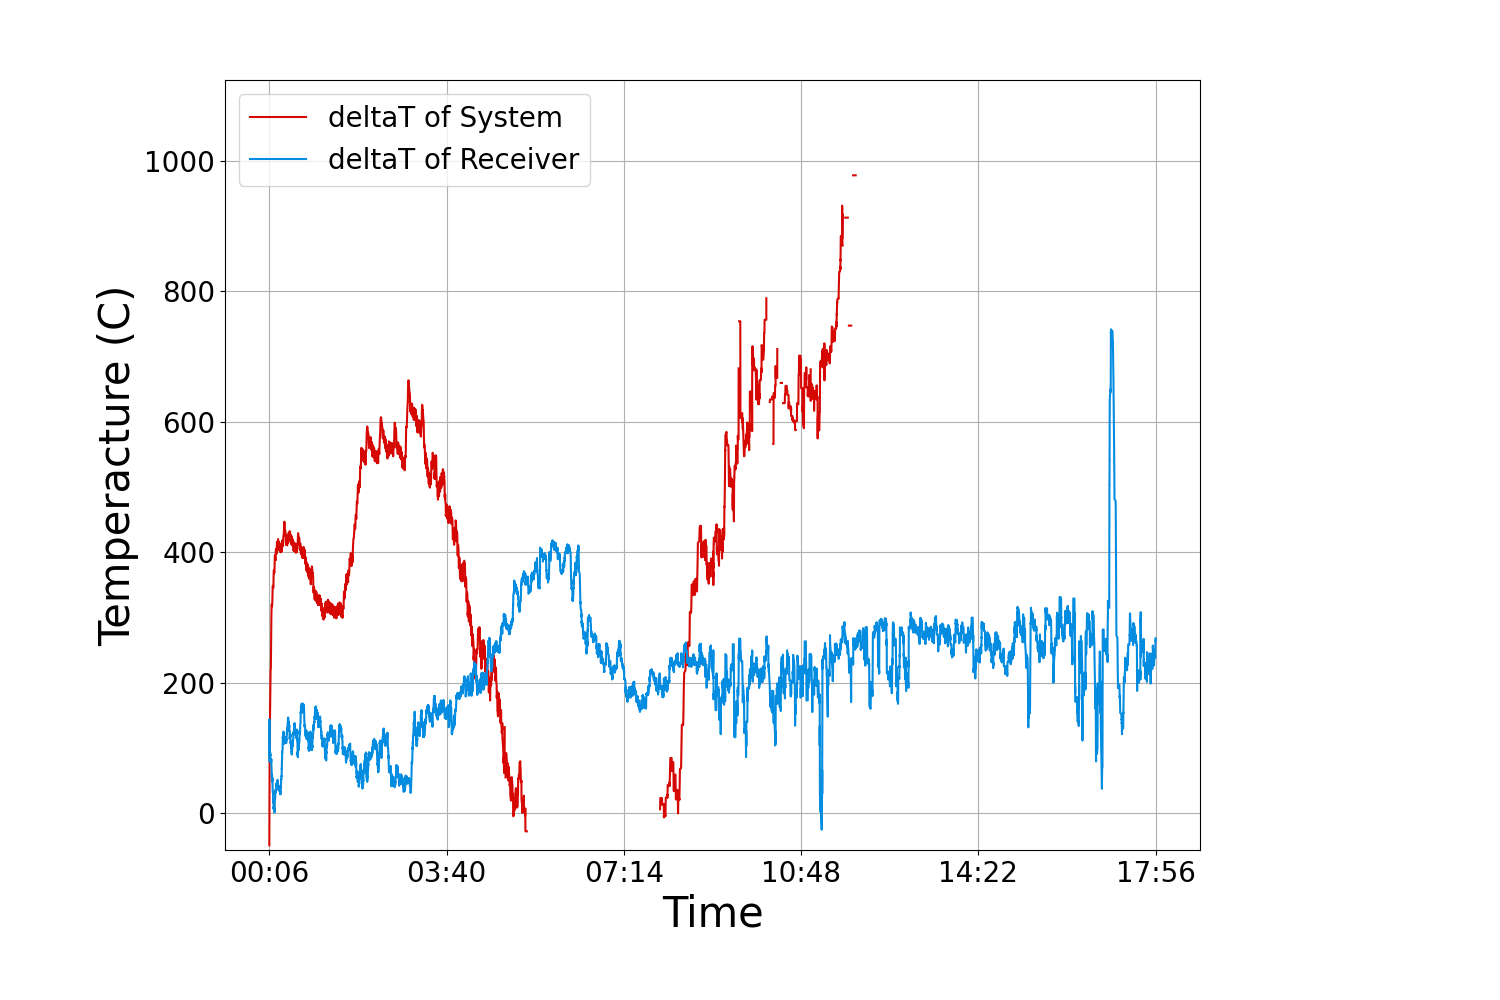 deltaT of System
deltaT of Receiver
1000
800
600
400
200
0
Temperacture (C)
00:06 03:40 07:14 10:48 14:22 17:56
Time